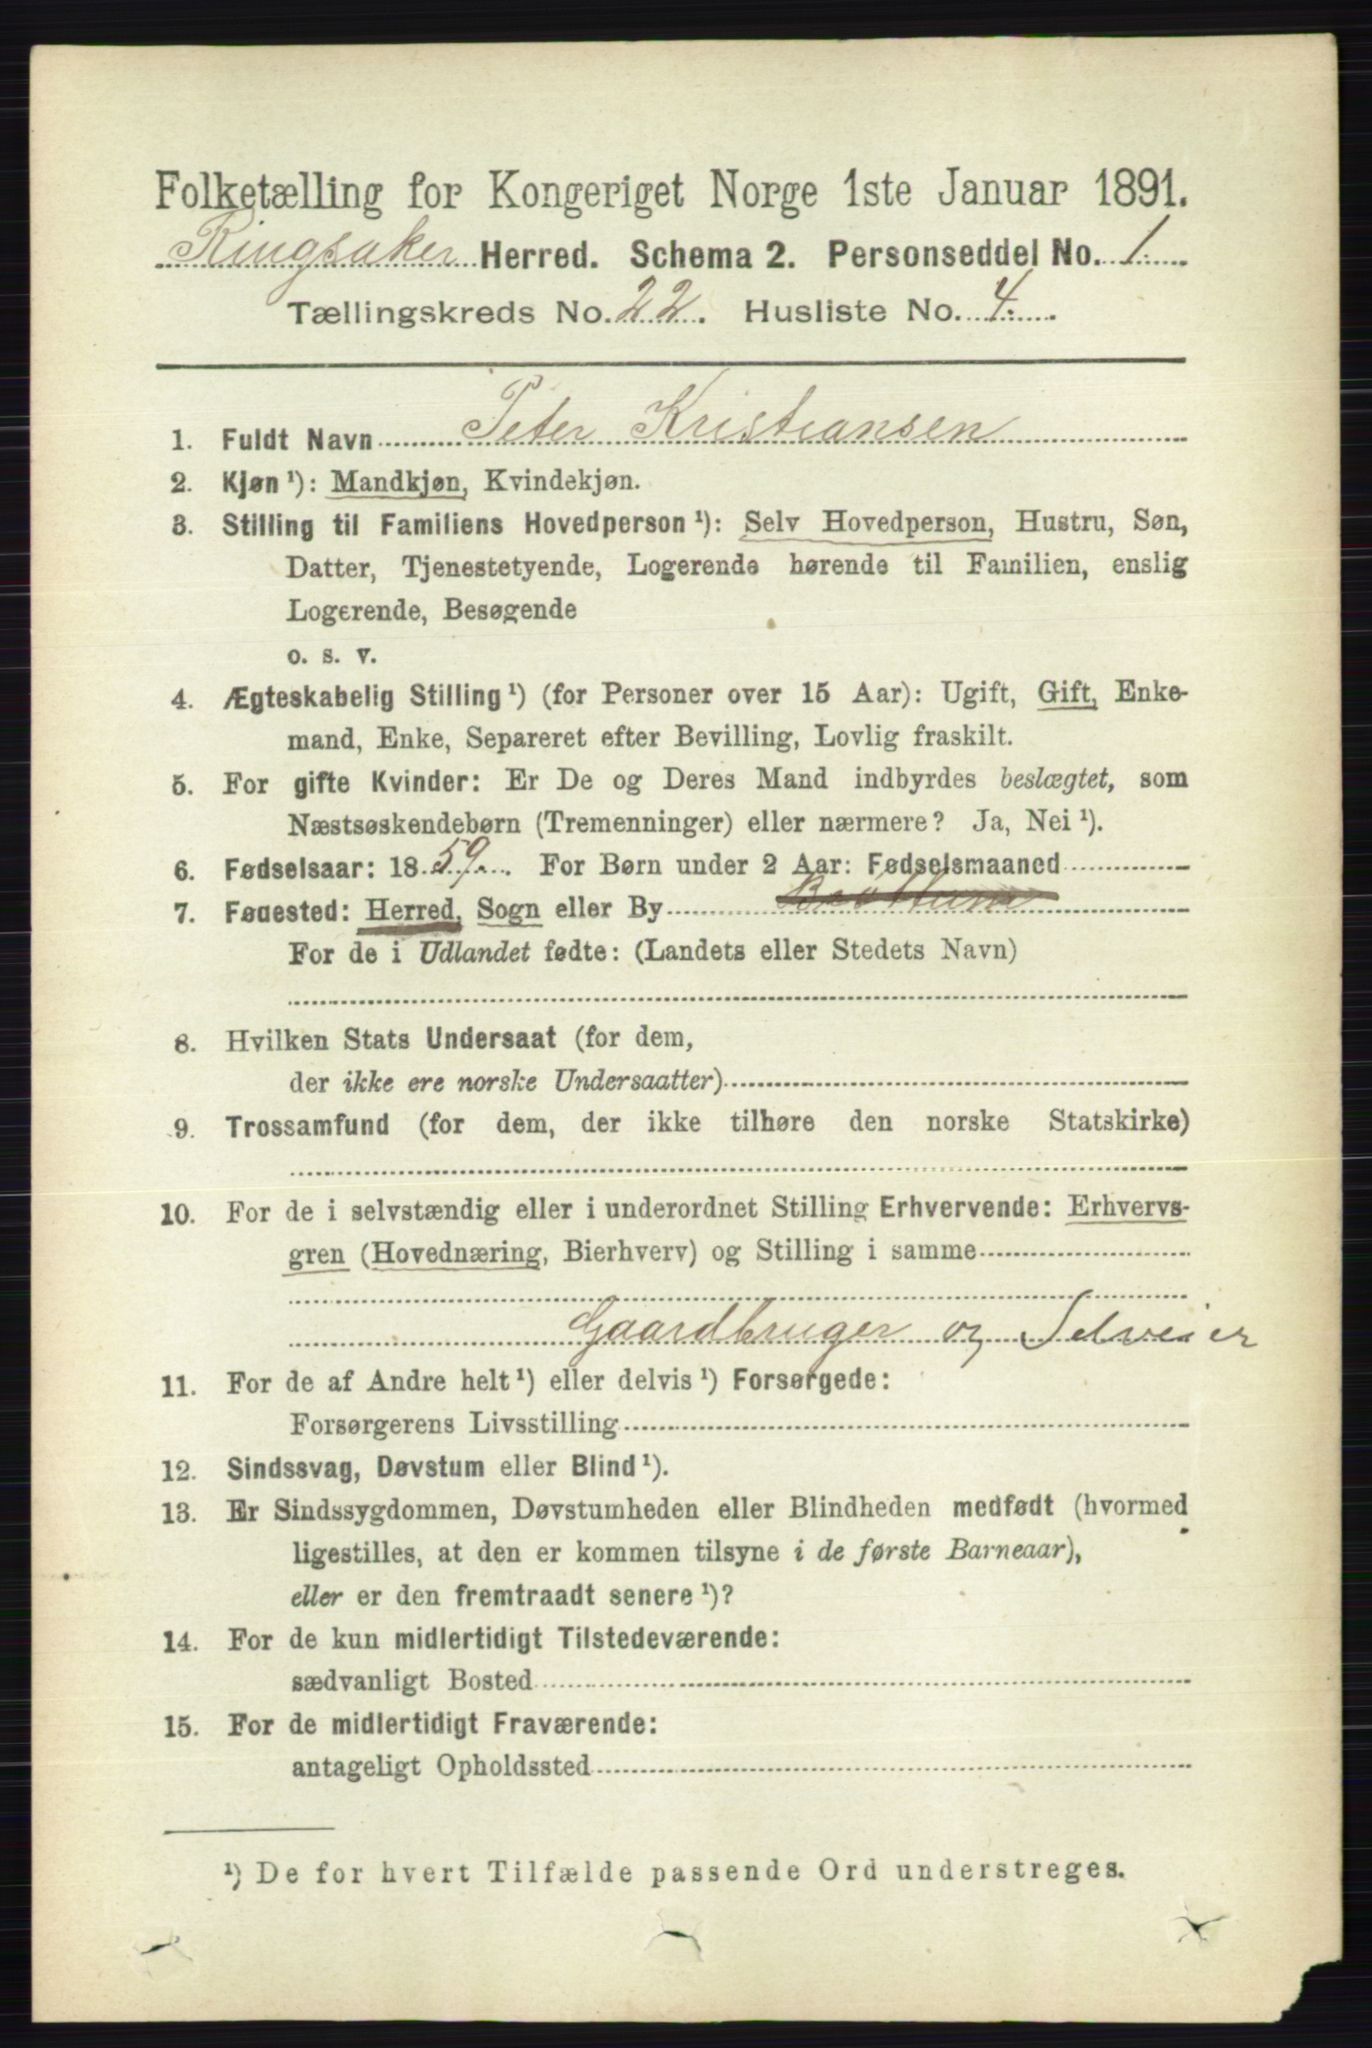 Folketælling for Kongeriget Norge 1ste Januar 1891.
Ringsaker Herred. Schema 2. Personseddel No. 1.
Tællingskreds No. 22. Husliste No. 4.
1. Fuldt Navn Peter Kristiansen
2. Kjøn ¹): Mandkjøn, Kvindekjøn.
3. Stilling til Familiens Hovedperson ¹): Selv Hovedperson, Hustru, Søn,
Datter, Tjenestetyende, Logerende hørende til Familien, enslig
Logerende, Besøgende
o. s. v.
4. Ægteskabelig Stilling ¹) (for Personer over 15 Aar): Ugift, Gift, Enke-
mand, Enke, Separeret efter Bevilling, Lovlig fraskilt.
5. For gifte Kvinder: Er De og Deres Mand indbyrdes beslægtet, som
Næstsøskendebørn (Tremenninger) eller nærmere? Ja, Nei ¹).
6. Fødselsaar: 1859. For Børn under 2 Aar: Fødselsmaaned
7. Fødested: Herred, Sogn eller By Brøttum
For de i Udlandet fødte: (Landets eller Stedets Navn)
8. Hvilken Stats Undersaat (for dem,
der ikke ere norske Undersaatter)
9. Trossamfund (for dem, der ikke tilhøre den norske Statskirke)
10. For de i selvstændig eller i underordnet Stilling Erhvervende: Erhvervs-
gren (Hovednæring, Bierhverv) og Stilling i samme
Gaardbruger og Selveier
11. For de af Andre helt ¹) eller delvis ¹) Forsørgede:
Forsørgerens Livsstilling
12. Sindssvag, Døvstum eller Blind ¹).
13. Er Sindssygdommen, Døvstumheden eller Blindheden medfødt (hvormed
ligestilles, at den er kommen tilsyne i de første Barneaar),
eller er den fremtraadt senere ¹)?
14. For de kun midlertidigt Tilstedeværende:
sædvanligt Bosted
15. For de midlertidigt Fraværende:
antageligt Opholdssted
¹) De for hvert Tilfælde passende Ord understreges.